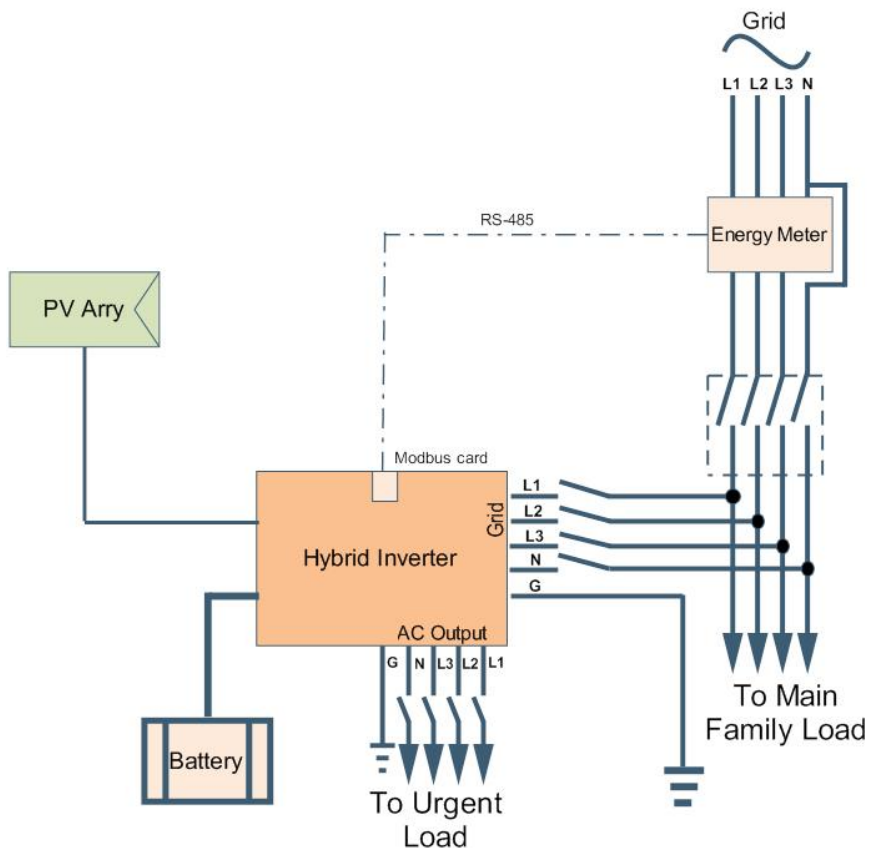 Grid
L1 L2 L3 N
RS-485
Energy Meter
PV Arry
Modbus card
L1
L2
L3
N
G
Grid
Hybrid Inverter
AC Output
G N L3 L2 L1
Battery
To Urgent
Load
To Main
Family Load